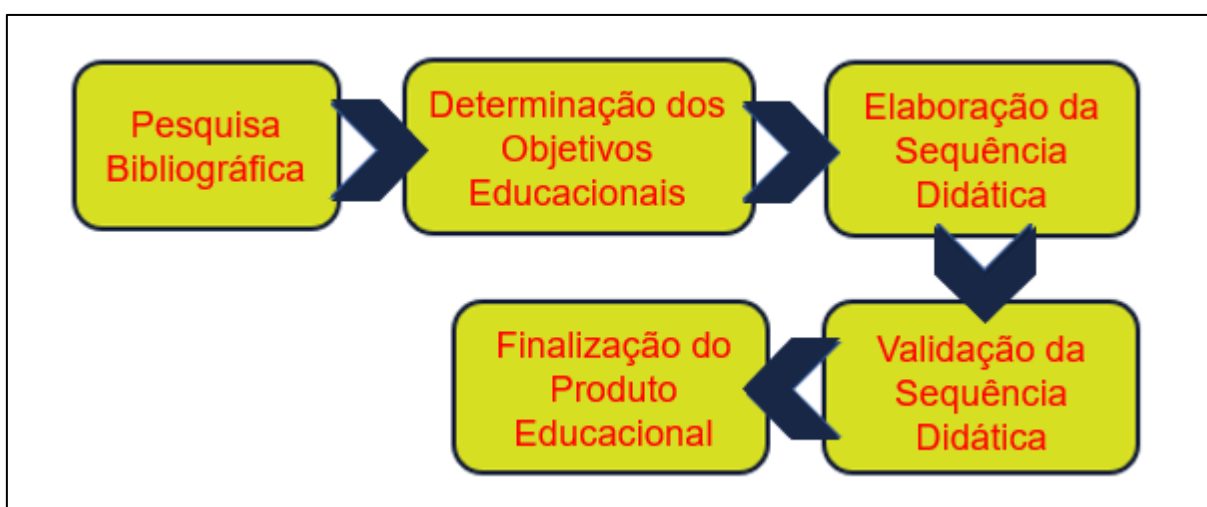 Pesquisa
Bibliográfica
Determinação dos
Objetivos
Educacionais
Elaboração da
Sequência
Didática
Validação da
Sequência
Didática
Finalização do
Produto
Educacional